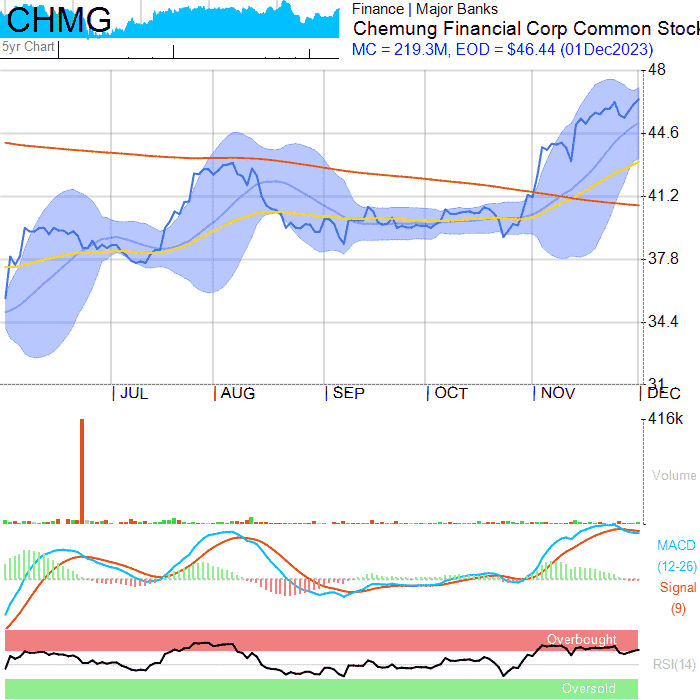 CHMG
5yr Chart
Finance | Major Banks
Chemung Financial Corp Common Stock
MC = 219.3M, EOD = $46.44 (01Dec2023)
48
44.6
41.2
37.8
34.4
31
JUL AUG SEP OCT NOV DEC
416k
Volume
MACD
(12-26)
Signal
(9)
Overbought
RSI(14)
Oversold